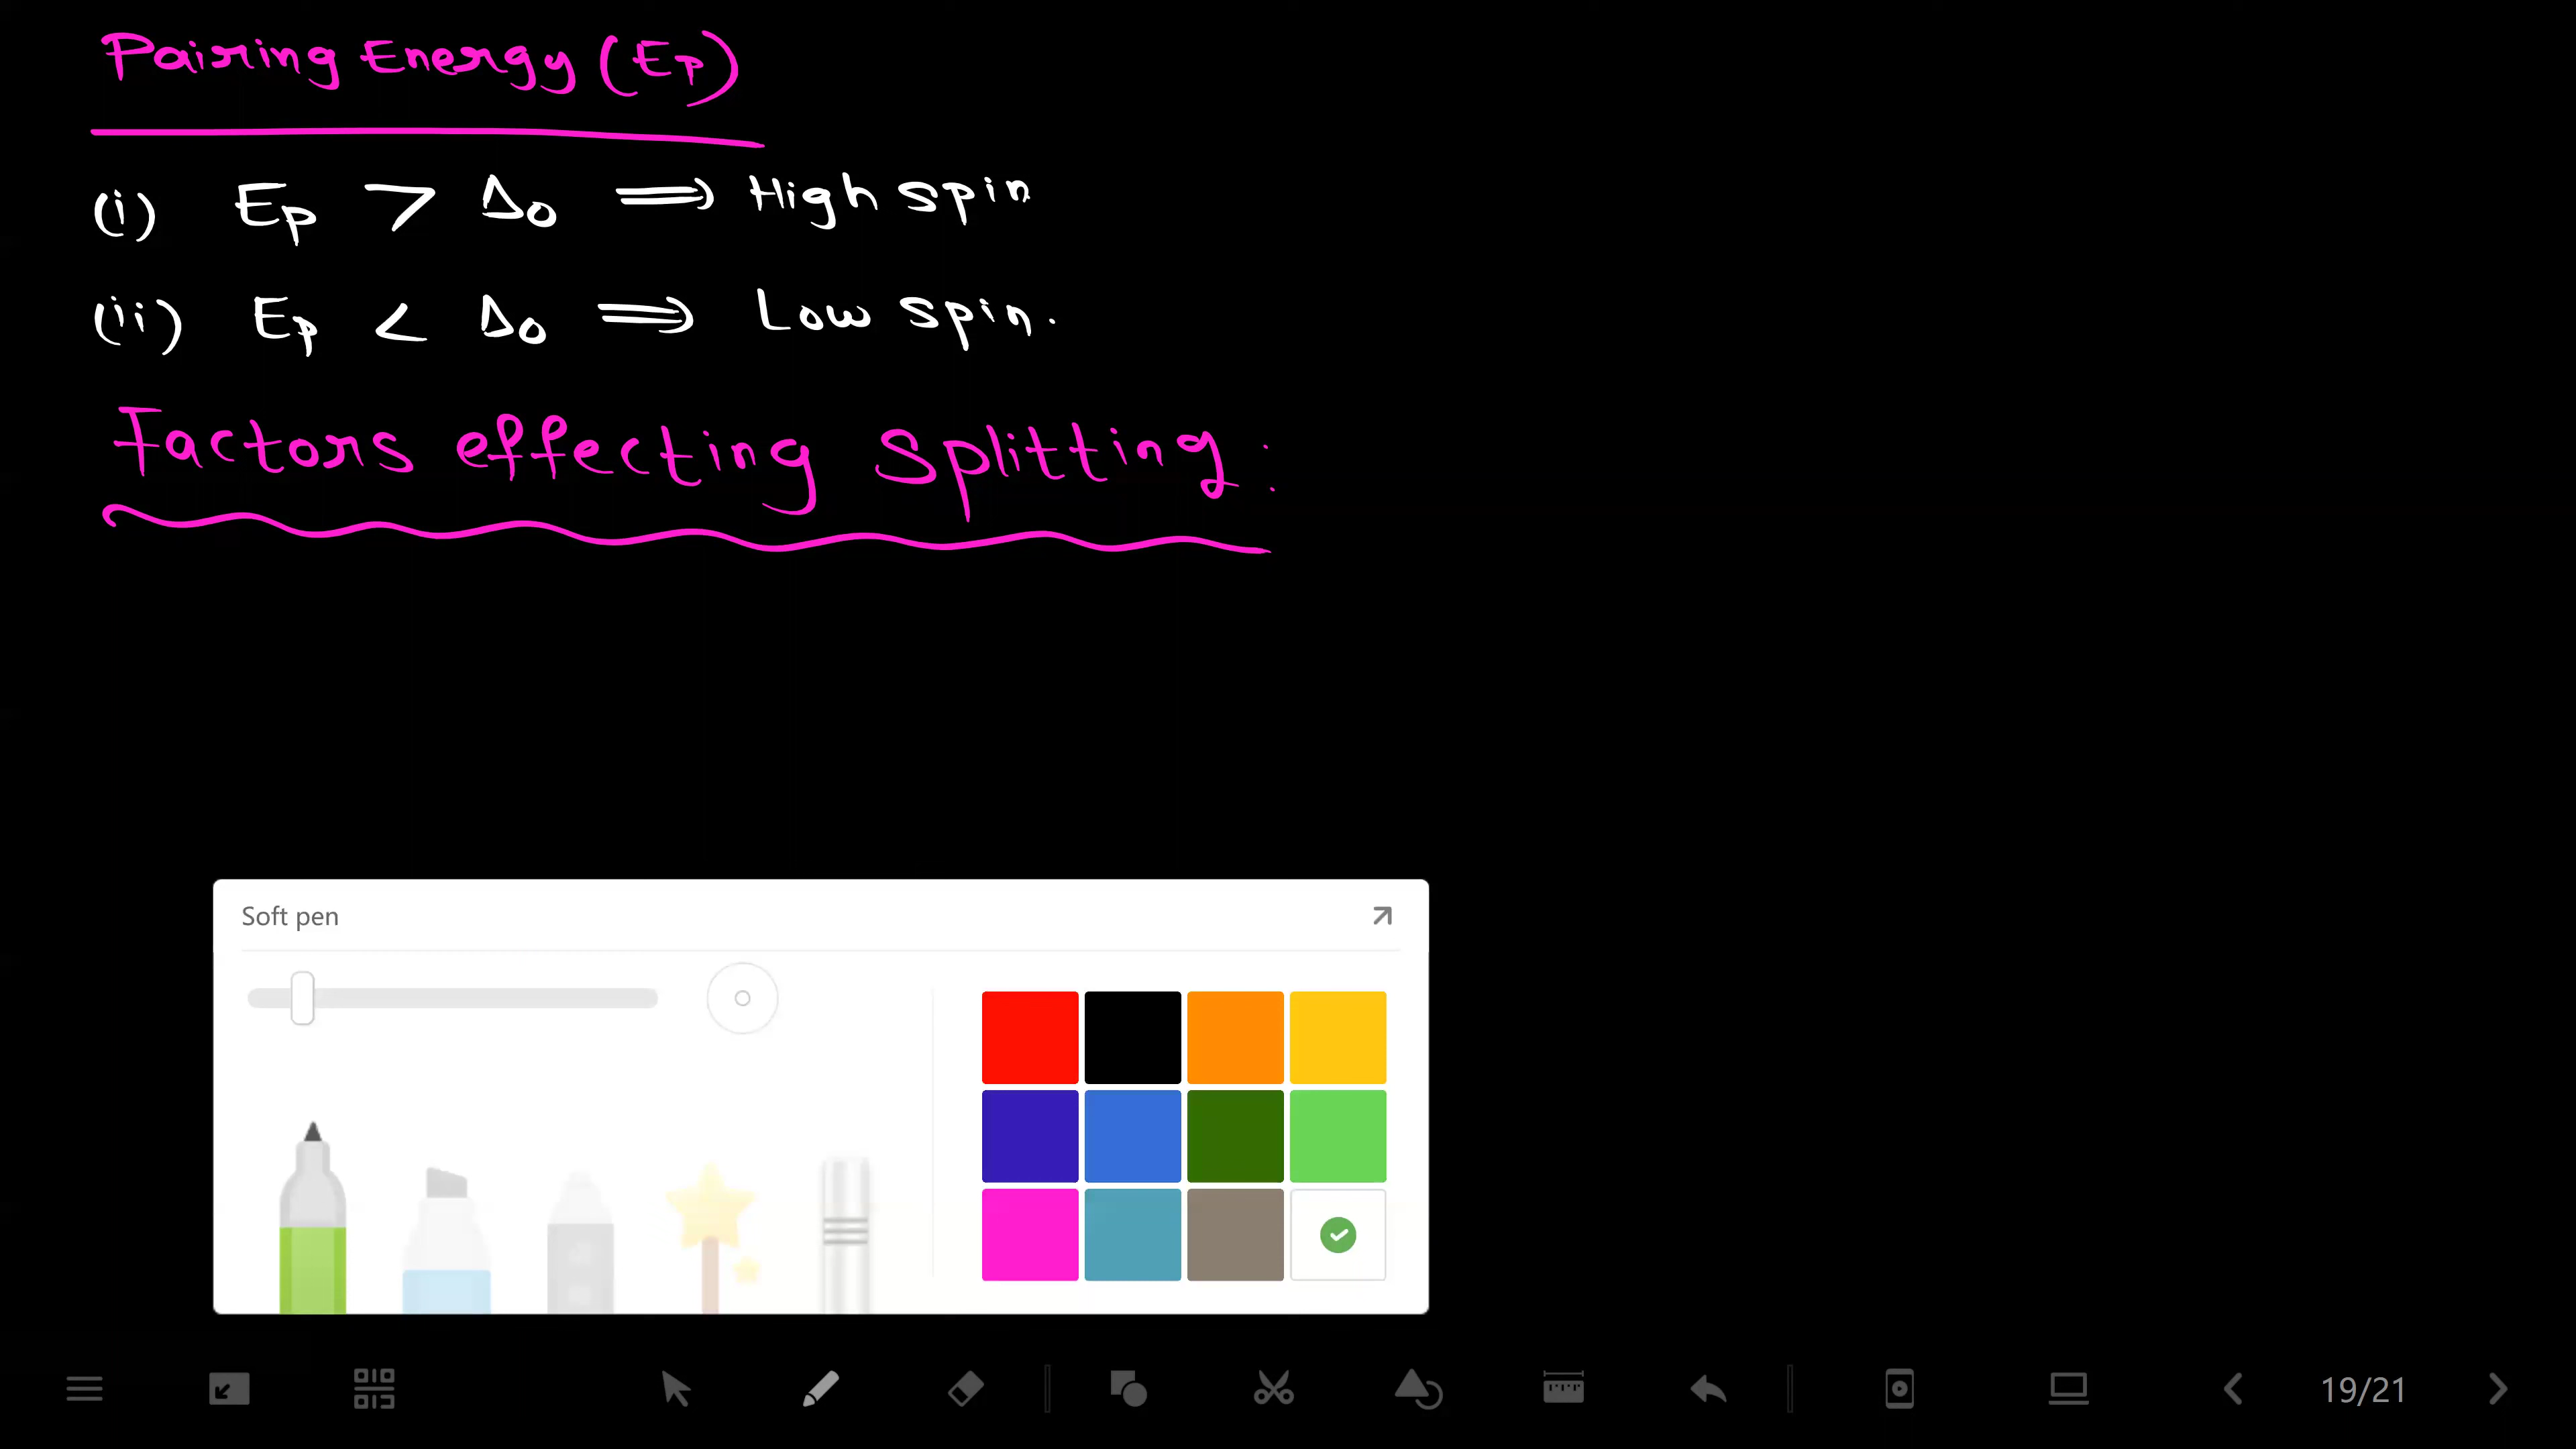 Pairing Energy (Ep)
(i) Ep > Δo ⟹ High spin
(ii) Ep < Δo ⟹ Low spin.
Factors effecting Splitting:
Soft pen
19/21